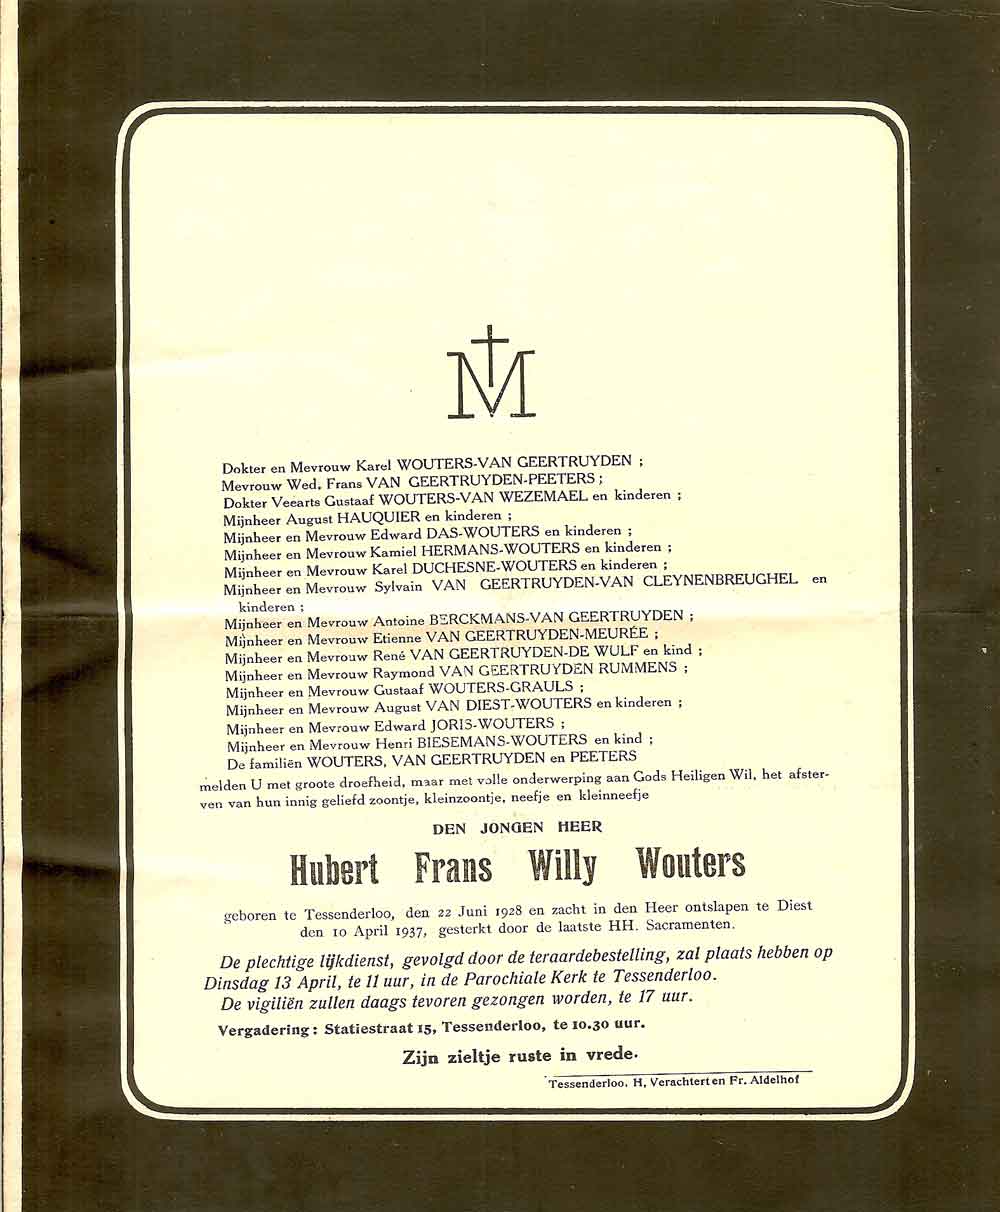 M
Dokter en Mevrouw Karel WOUTERS-VAN GEERTRUYDEN ;
Mevrouw Wed. Frans VAN GEERTRUYDEN-PEETERS ;
Dokter Veearts Gustaaf WOUTERS-VAN WEZEMAEL en kinderen ;
Mijnheer August HAUQUIER en kinderen ;
Mijnheer en Mevrouw Edward DAS-WOUTERS en kinderen ;
Mijnheer en Mevrouw Kamiel HERMANS-WOUTERS en kinderen ;
Mijnheer en Mevrouw Karel DUCHESNE-WOUTERS en kinderen ;
Mijnheer en Mevrouw Sylvain VAN GEERTRUYDEN-VAN CLEYNENBREUGHEL en
kinderen ;
Mijnheer en Mevrouw Antoine BERCKMANS-VAN GEERTRUYDEN ;
Mijnheer en Mevrouw Etienne VAN GEERTRUYDEN-MEURÉE ;
Mijnheer en Mevrouw René VAN GEERTRUYDEN-DE WULF en kind ;
Mijnheer en Mevrouw Raymond VAN GEERTRUYDEN RUMMENS ;
Mijnheer en Mevrouw Gustaaf WOUTERS-GRAULS ;
Mijnheer en Mevrouw August VAN DIEST-WOUTERS en kinderen ;
Mijnheer en Mevrouw Edward JORIS-WOUTERS ;
Mijnheer en Mevrouw Henri BIESEMANS-WOUTERS en kind ;
De familiën WOUTERS, VAN GEERTRUYDEN en PEETERS
melden U met groote droefheid, maar met volle onderwerping aan Gods Heiligen Wil, het afster-
ven van hun innig geliefd zoontje, kleinzoontje, neefje en kleinneefje
DEN JONGEN HEER
Hubert Frans Willy Wouters
geboren te Tessenderloo, den 22 Juni 1928 en zacht in den Heer ontslapen te Diest
den 10 April 1937, gesterkt door de laatste HH. Sacramenten.
De plechtige lijkdienst, gevolgd door de teraardebestelling, zal plaats hebben op
Dinsdag 13 April, te 11 uur, in de Parochiale Kerk te Tessenderloo.
De vigiliën zullen daags tevoren gezongen worden, te 17 uur.
Vergadering : Statiestraat 15, Tessenderloo, te 10.30 uur.
Zijn zieltje ruste in vrede.
Tessenderloo. H. Verachtert en Fr. Aldelhof